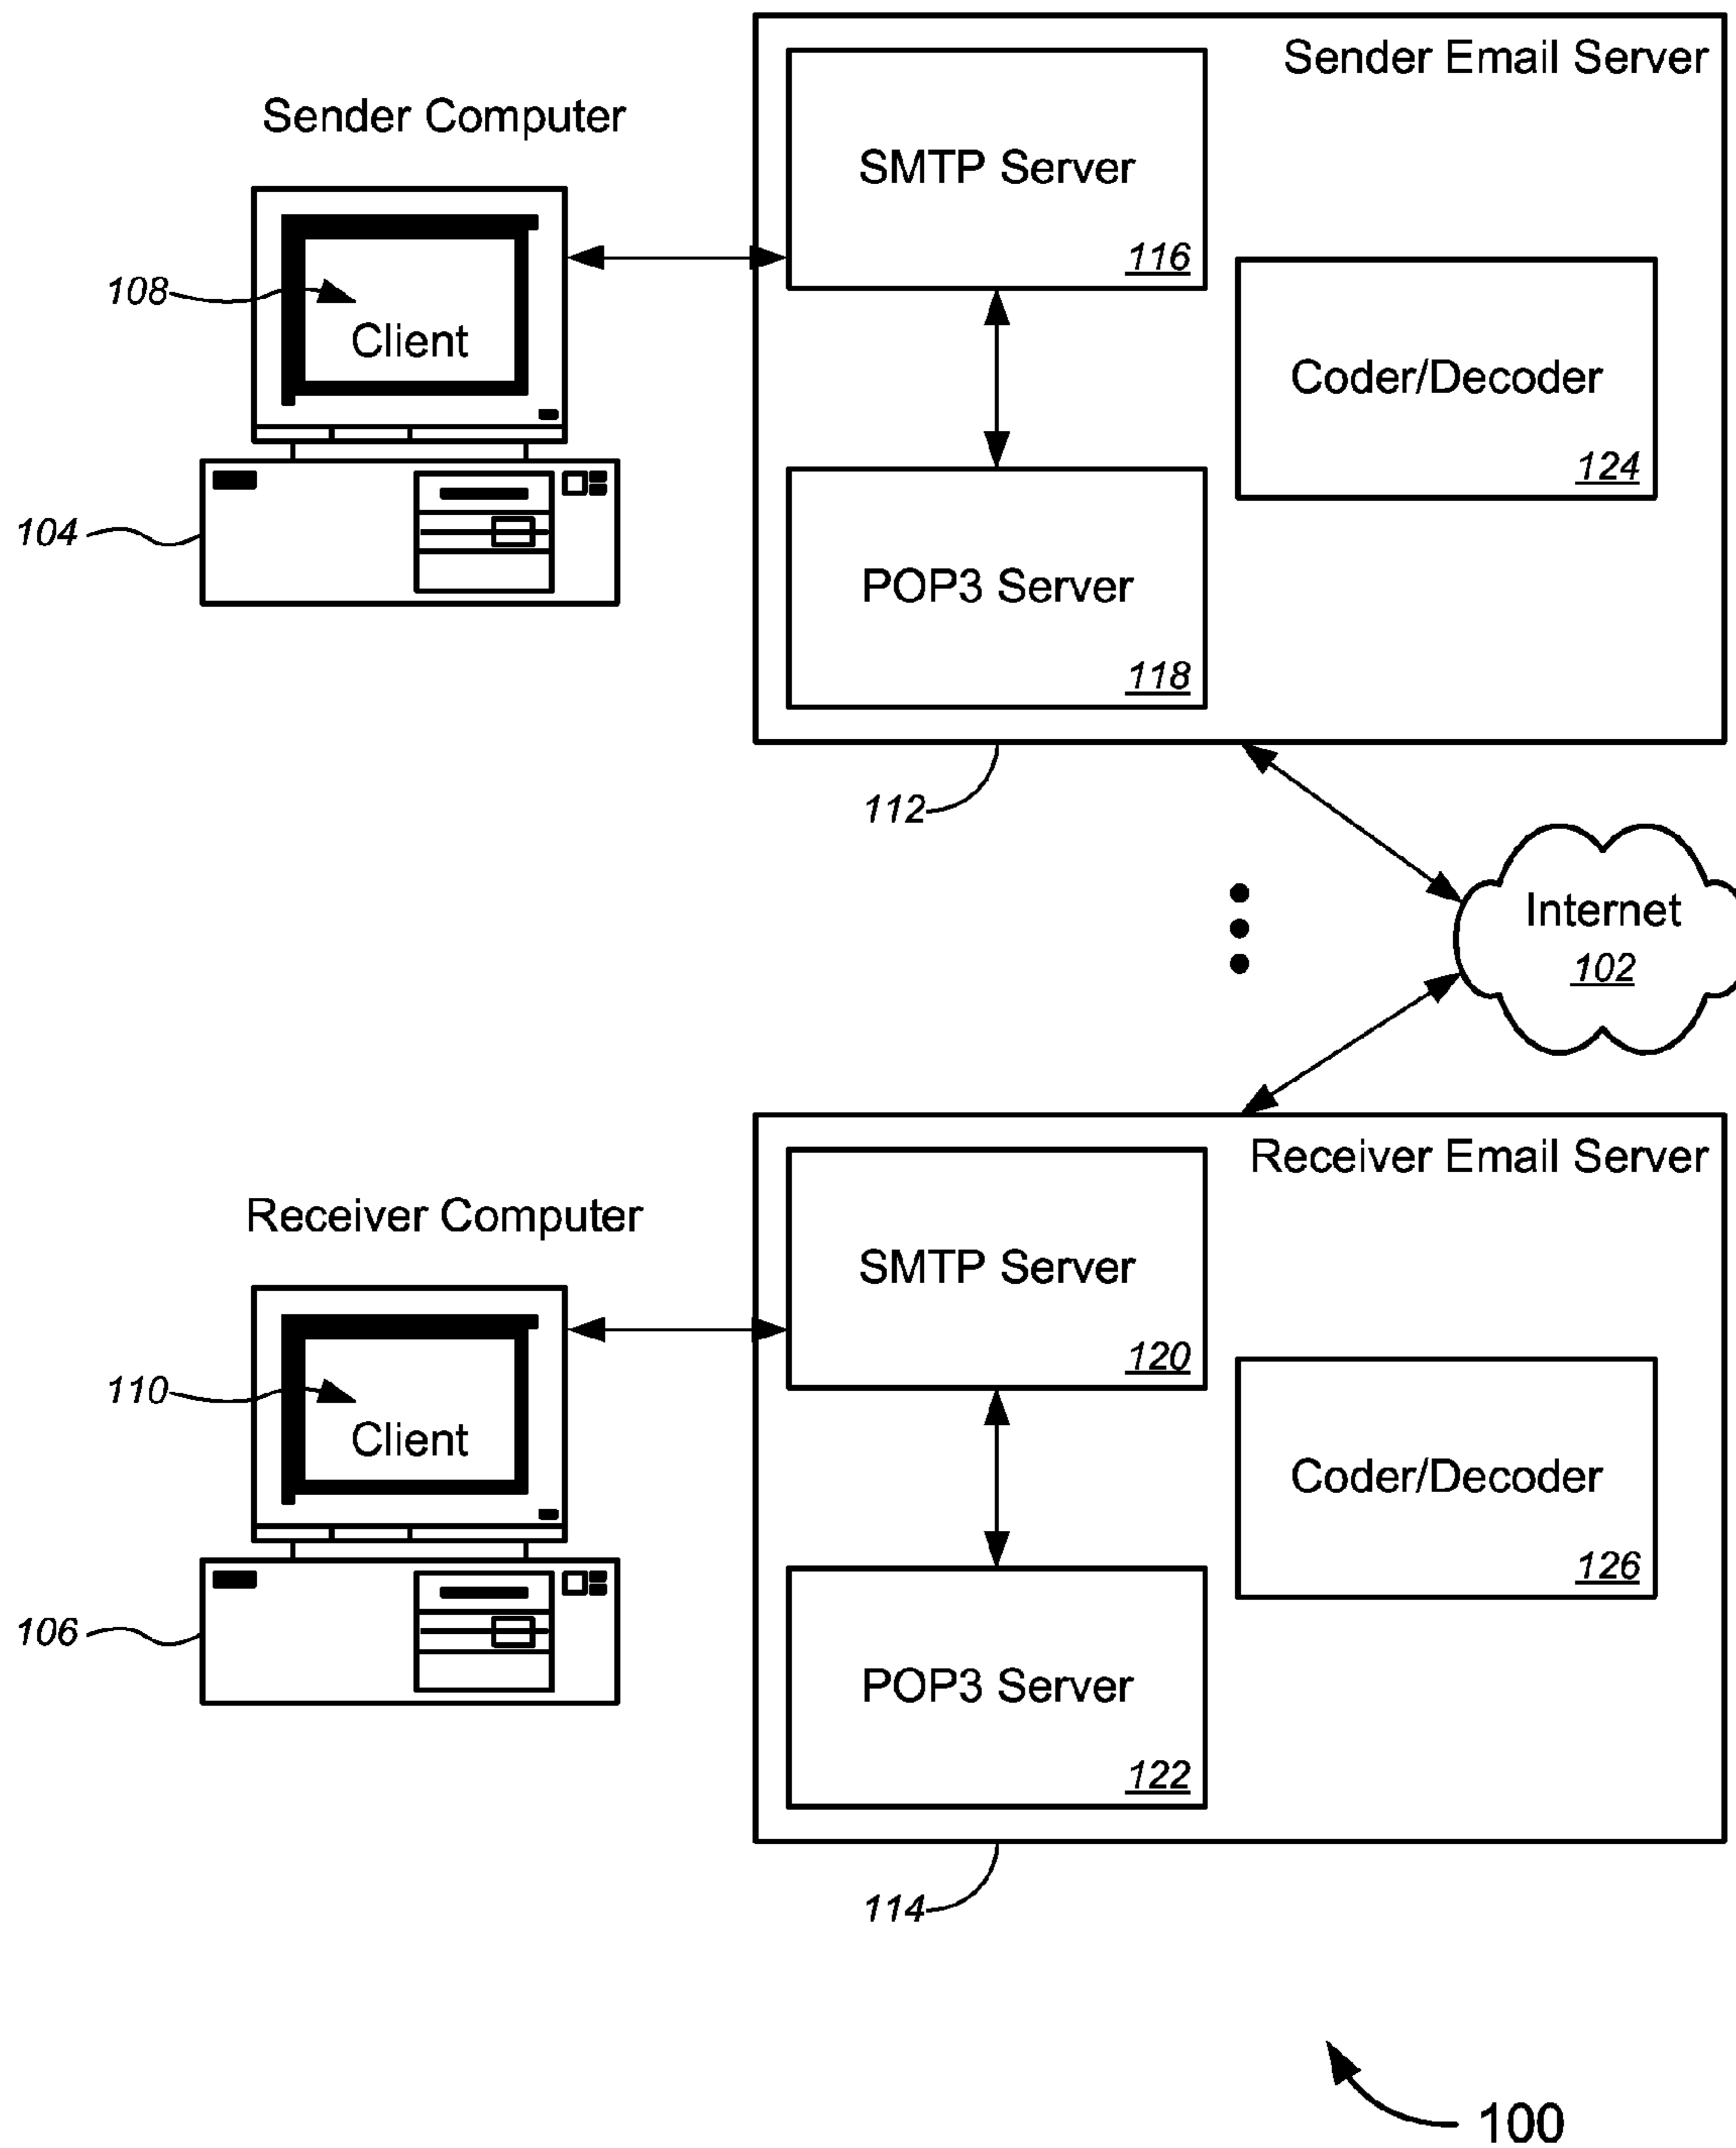 Sender Email Server
Sender Computer
SMTP Server
116
108
Client
Coder/Decoder
124
104
POP3 Server
118
112
Internet
102
Receiver Email Server
Receiver Computer
SMTP Server
120
110
Client
Coder/Decoder
126
106
POP3 Server
122
114
100